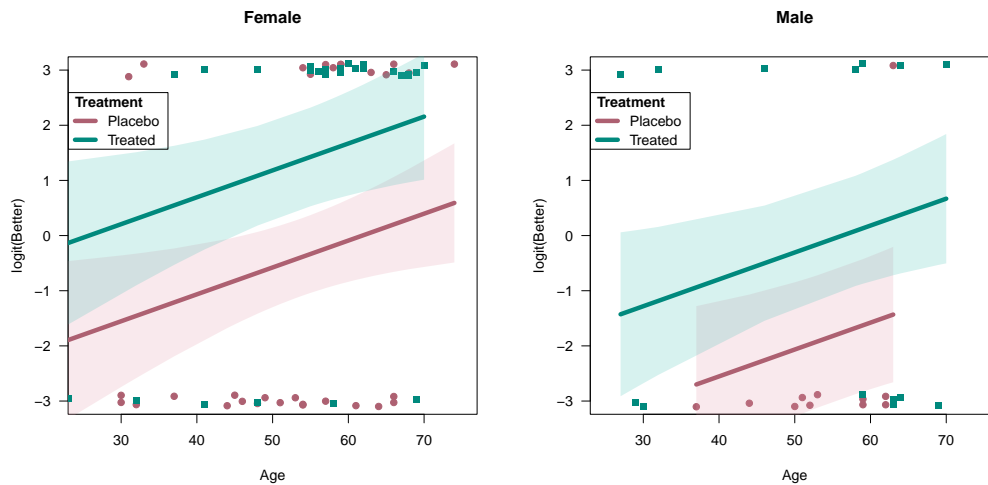 Female
3
2
1
0
−1
−2
−3
logit(Better)
Treatment
Placebo
Treated
30 40 50 60 70
Age
Male
3
2
1
0
−1
−2
−3
logit(Better)
Treatment
Placebo
Treated
30 40 50 60 70
Age